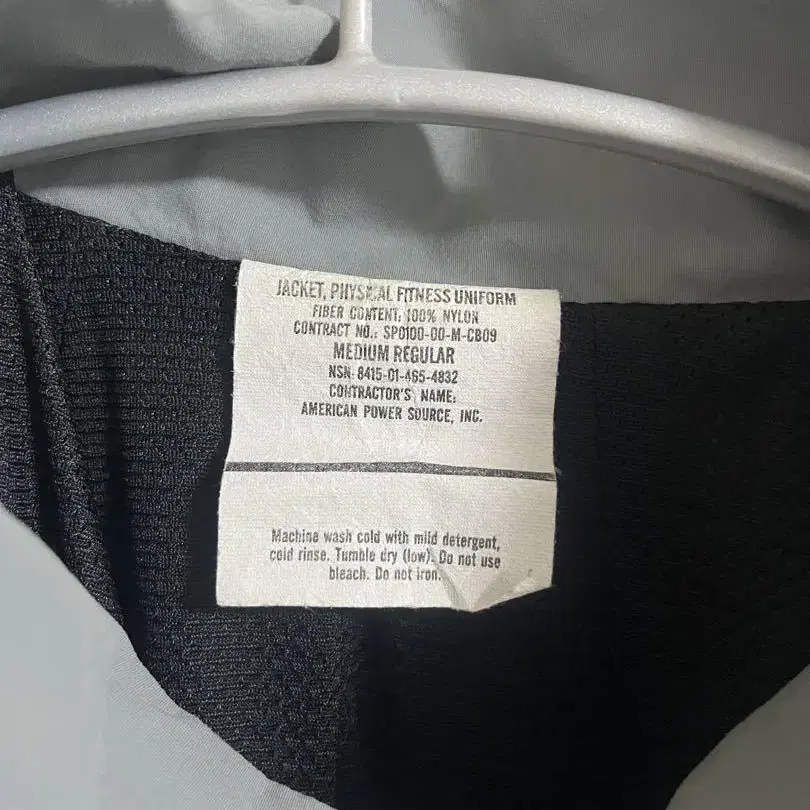 JACKET, PHYSICAL FITNESS UNIFORM
FIBER CONTENT: 100% NYLON
CONTRACT NO.: SP0100-00-M-CB09
MEDIUM REGULAR
NSN: 8415-01-465-4832
CONTRACTOR'S NAME:
AMERICAN POWER SOURCE, INC.
Machine wash cold with mild detergent,
cold rinse. Tumble dry (low). Do not use
bleach. Do not iron.